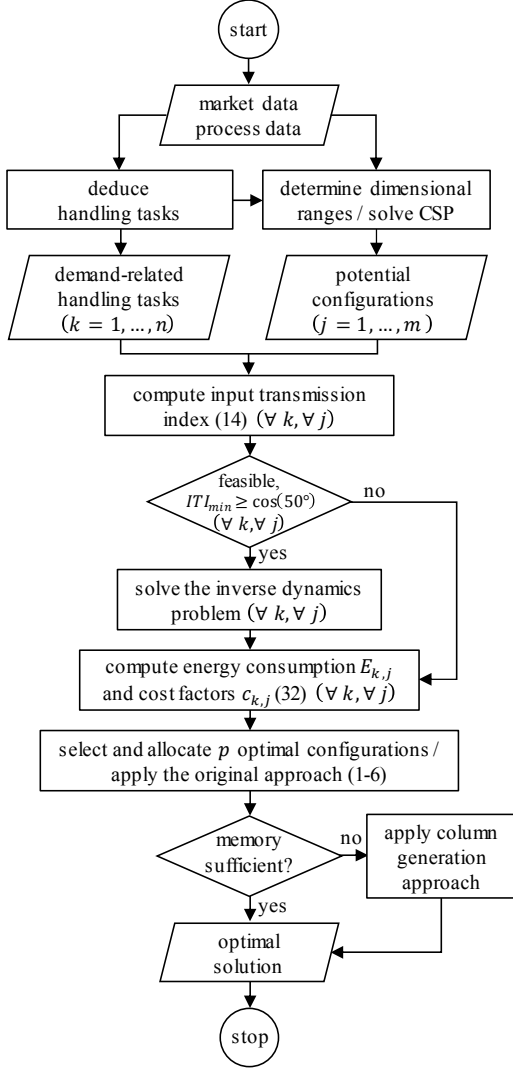 start
market data
process data
deduce
handling tasks
determine dimensional
ranges / solve CSP
demand-related
handling tasks
(k = 1, …, n)
potential
configurations
(j = 1, …, m)
compute input transmission
index (14) (∀ k, ∀ j)
feasible,
ITI_min ≥ cos(50°)
(∀ k,∀ j)
no
yes
solve the inverse dynamics
problem (∀ k, ∀ j)
compute energy consumption E_{k,j}
and cost factors c_{k,j} (32) (∀ k, ∀ j)
select and allocate p optimal configurations /
apply the original approach (1-6)
memory
sufficient?
no
apply column
generation
approach
yes
optimal
solution
stop